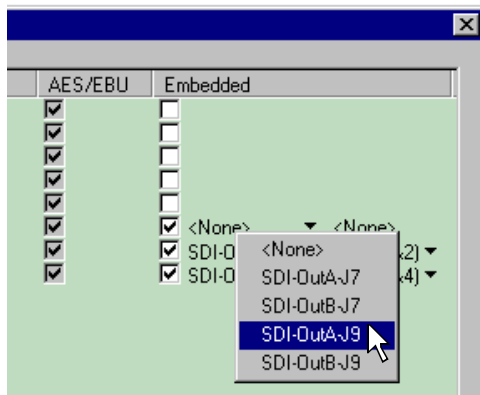 AES/EBU Embedded
<None> <None>
SDI-O x2)
SDI-O x4)
<None>
SDI-OutA-J7
SDI-OutB-J7
SDI-OutA-J9
SDI-OutB-J9